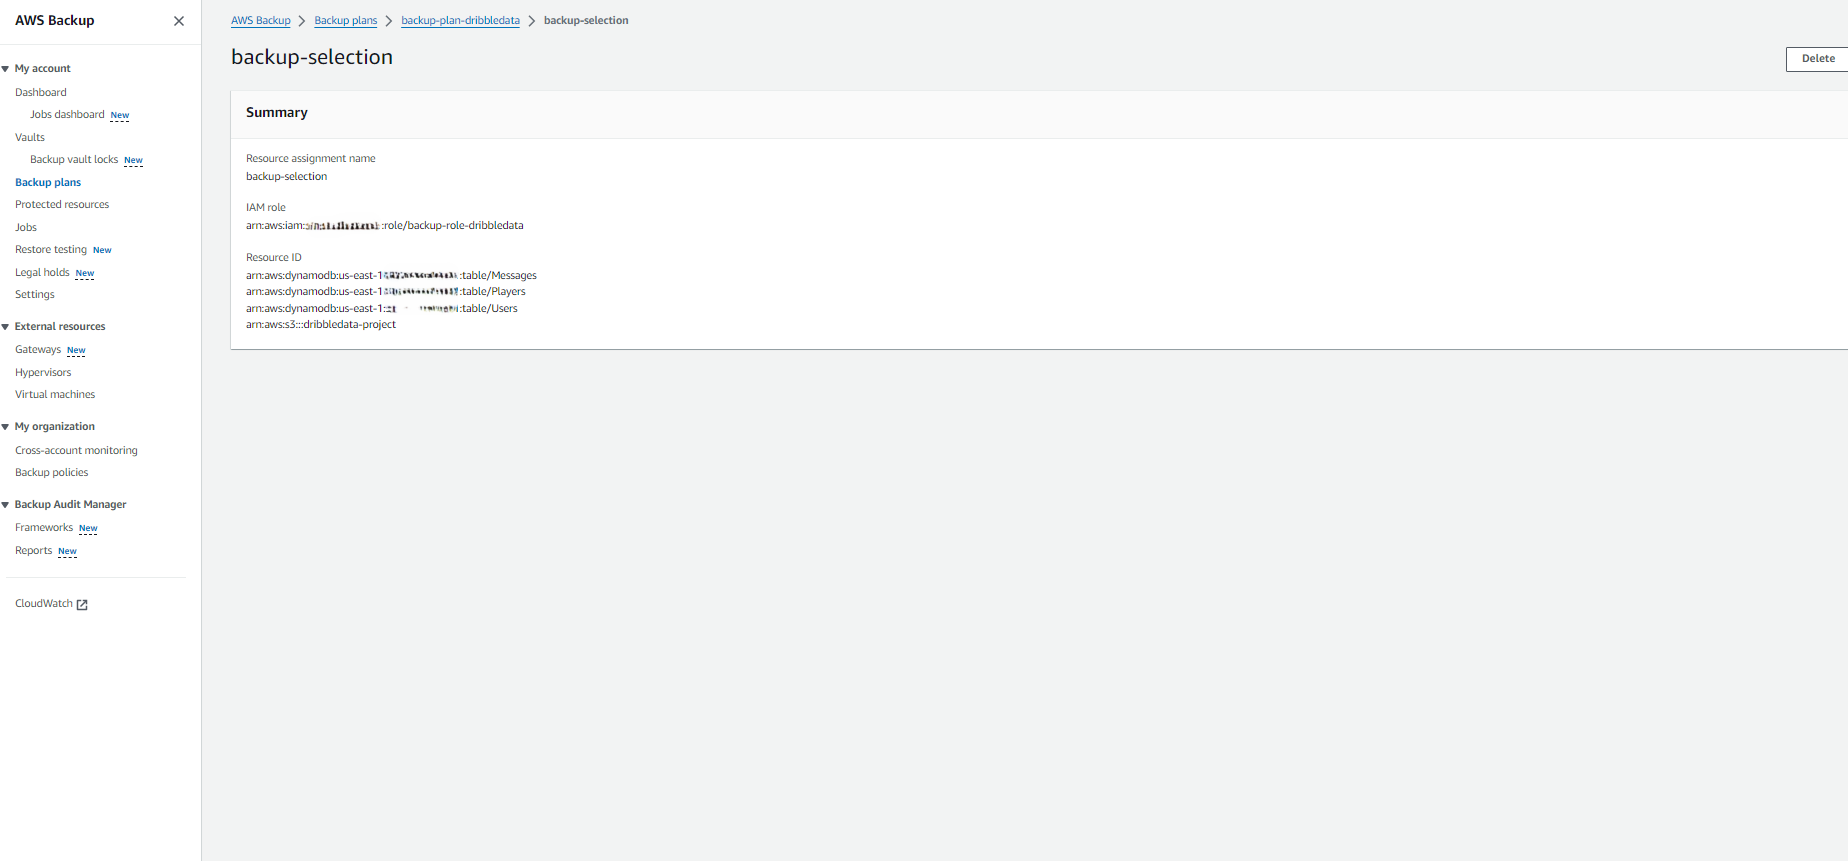 AWS Backup
My account
Dashboard
Jobs dashboard New
Vaults
Backup vault locks New
Backup plans
Protected resources
Jobs
Restore testing New
Legal holds New
Settings
External resources
Gateways New
Hypervisors
Virtual machines
My organization
Cross-account monitoring
Backup policies
Backup Audit Manager
Frameworks New
Reports New
CloudWatch
AWS Backup > Backup plans > backup-plan-dribbledata > backup-selection
backup-selection
Delete
Summary
Resource assignment name
backup-selection
IAM role
arn:aws:iam: :role/backup-role-dribbledata
Resource ID
arn:aws:dynamodb:us-east-1 :table/Messages
arn:aws:dynamodb:us-east-1 :table/Players
arn:aws:dynamodb:us-east-1: :table/Users
arn:aws:s3:::dribbledata-project